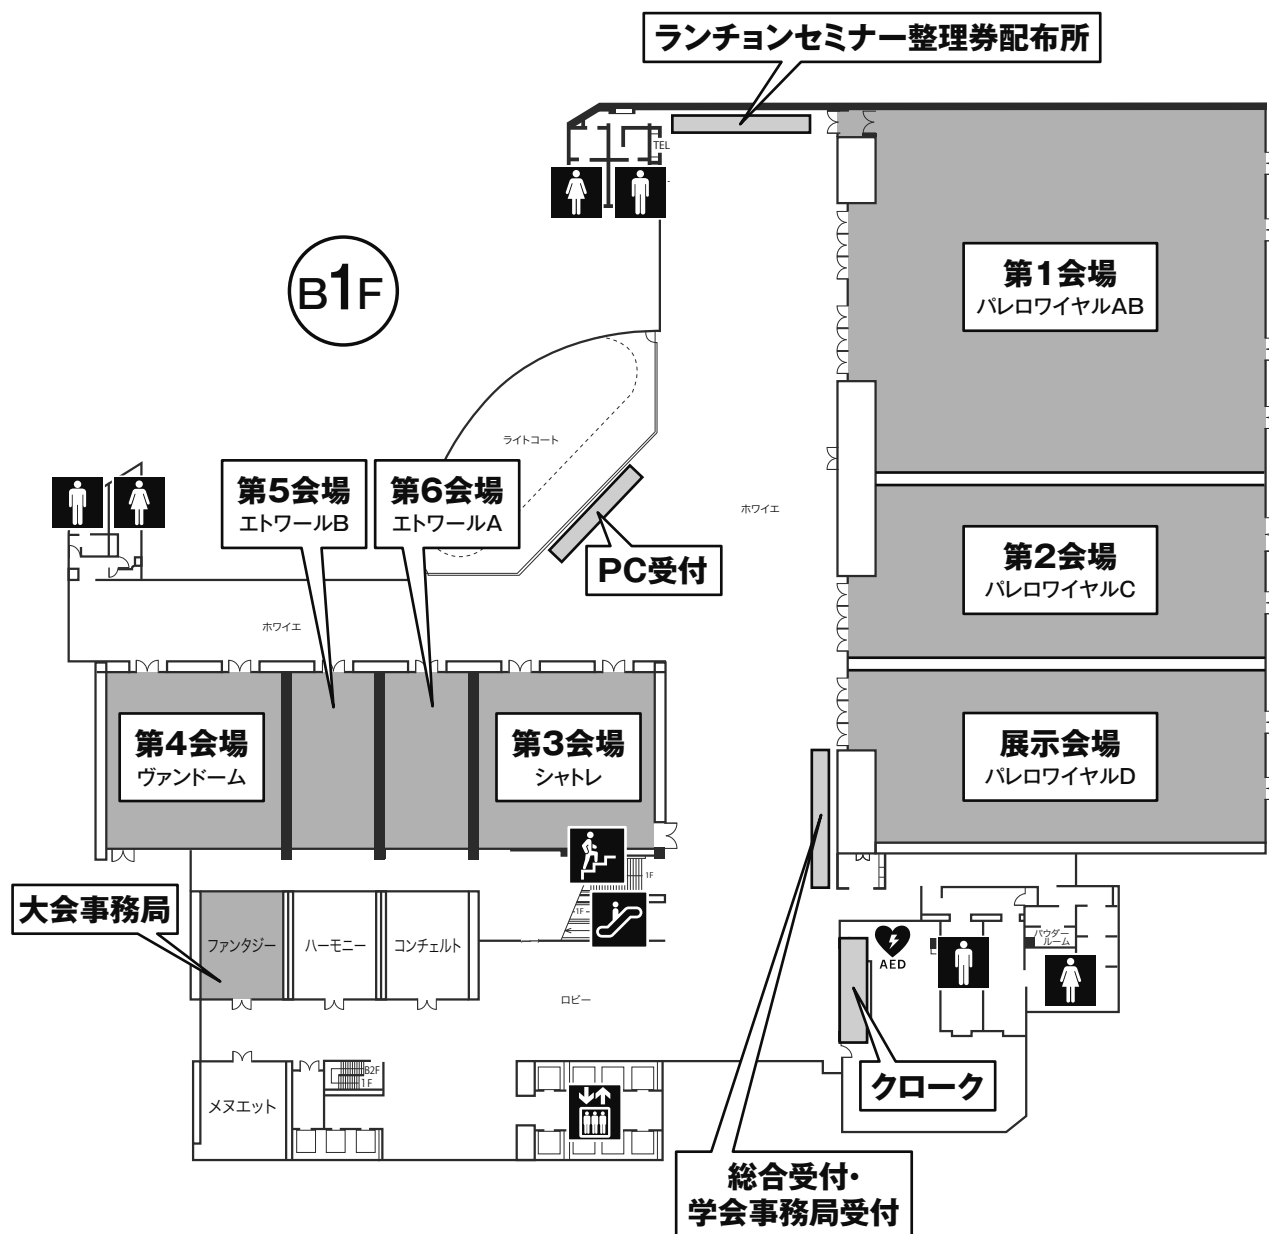 ランチョンセミナー整理券配布所
TEL
B1F
第1会場
パレロワイヤルAB
ライトコート
第5会場
エトワールB
第6会場
エトワールA
ホワイエ
PC受付
第2会場
パレロワイヤルC
ホワイエ
第4会場
ヴァンドーム
第3会場
シャトレ
展示会場
パレロワイヤルD
1F
1F
大会事務局
ファンタジー
ハーモニー
コンチェルト
AED
パウダー
ルーム
ロビー
B2F
1F
メヌエット
クローク
総合受付・
学会事務局受付